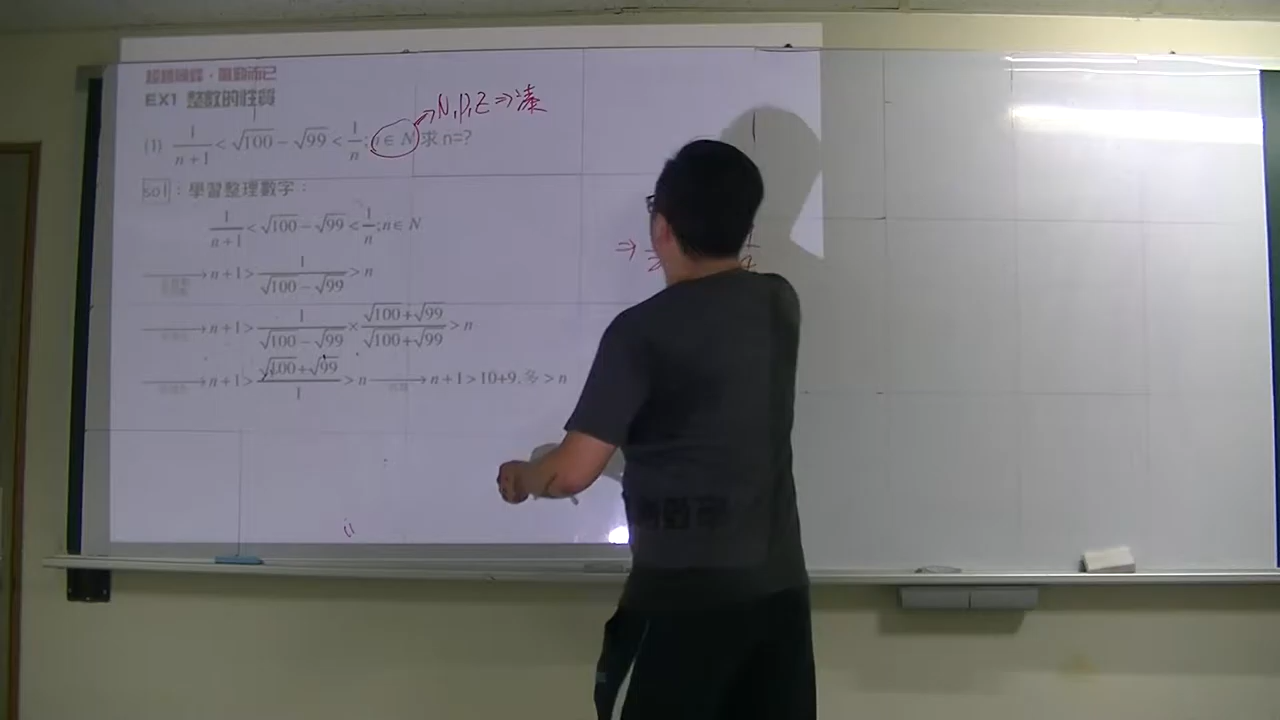 EX1 整數的性質
N,P,Z⇒湊
(1) 1/(n+1) < √100 − √99 < 1/n ; n ∈ N 求 n=?
sol：學習整理數字：
1/(n+1) < √100 − √99 < 1/n ; n ∈ N
→ n+1 > 1/(√100 − √99) > n
→ n+1 > 1/(√100 − √99) × (√100+√99)/(√100+√99) > n
→ n+1 > (√100+√99)/1 > n → n+1 > 10+9.多 > n
⇒